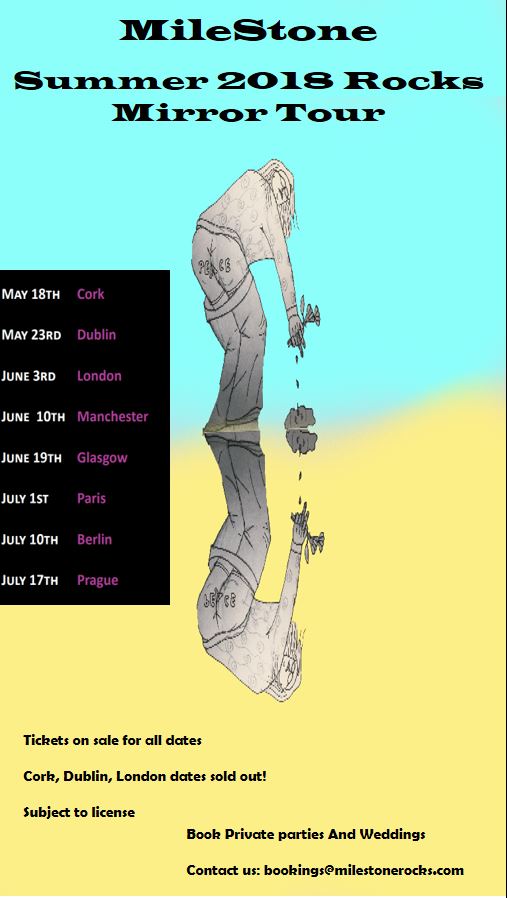 MileStone
Summer 2018 Rocks
Mirror Tour
PEACE
May 18th Cork
May 23rd Dublin
June 3rd London
June 10th Manchester
June 19th Glasgow
July 1st Paris
July 10th Berlin
July 17th Prague
PEACE
Tickets on sale for all dates
Cork, Dublin, London dates sold out!
Subject to license
Book Private parties And Weddings
Contact us: bookings@milestonerocks.com